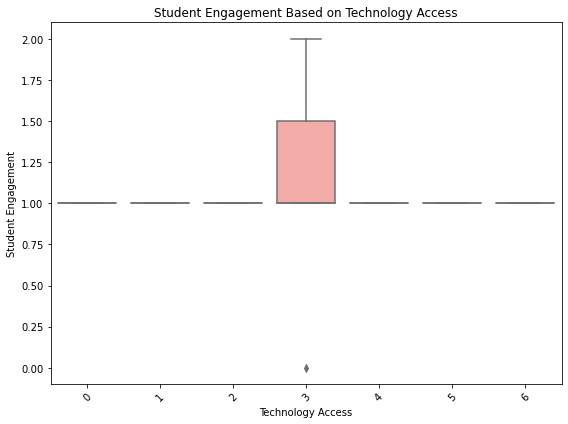 Student Engagement Based on Technology Access
2.00
1.75
1.50
1.25
1.00
0.75
0.50
0.25
0.00
Student Engagement
0 1 2 3 4 5 6
Technology Access